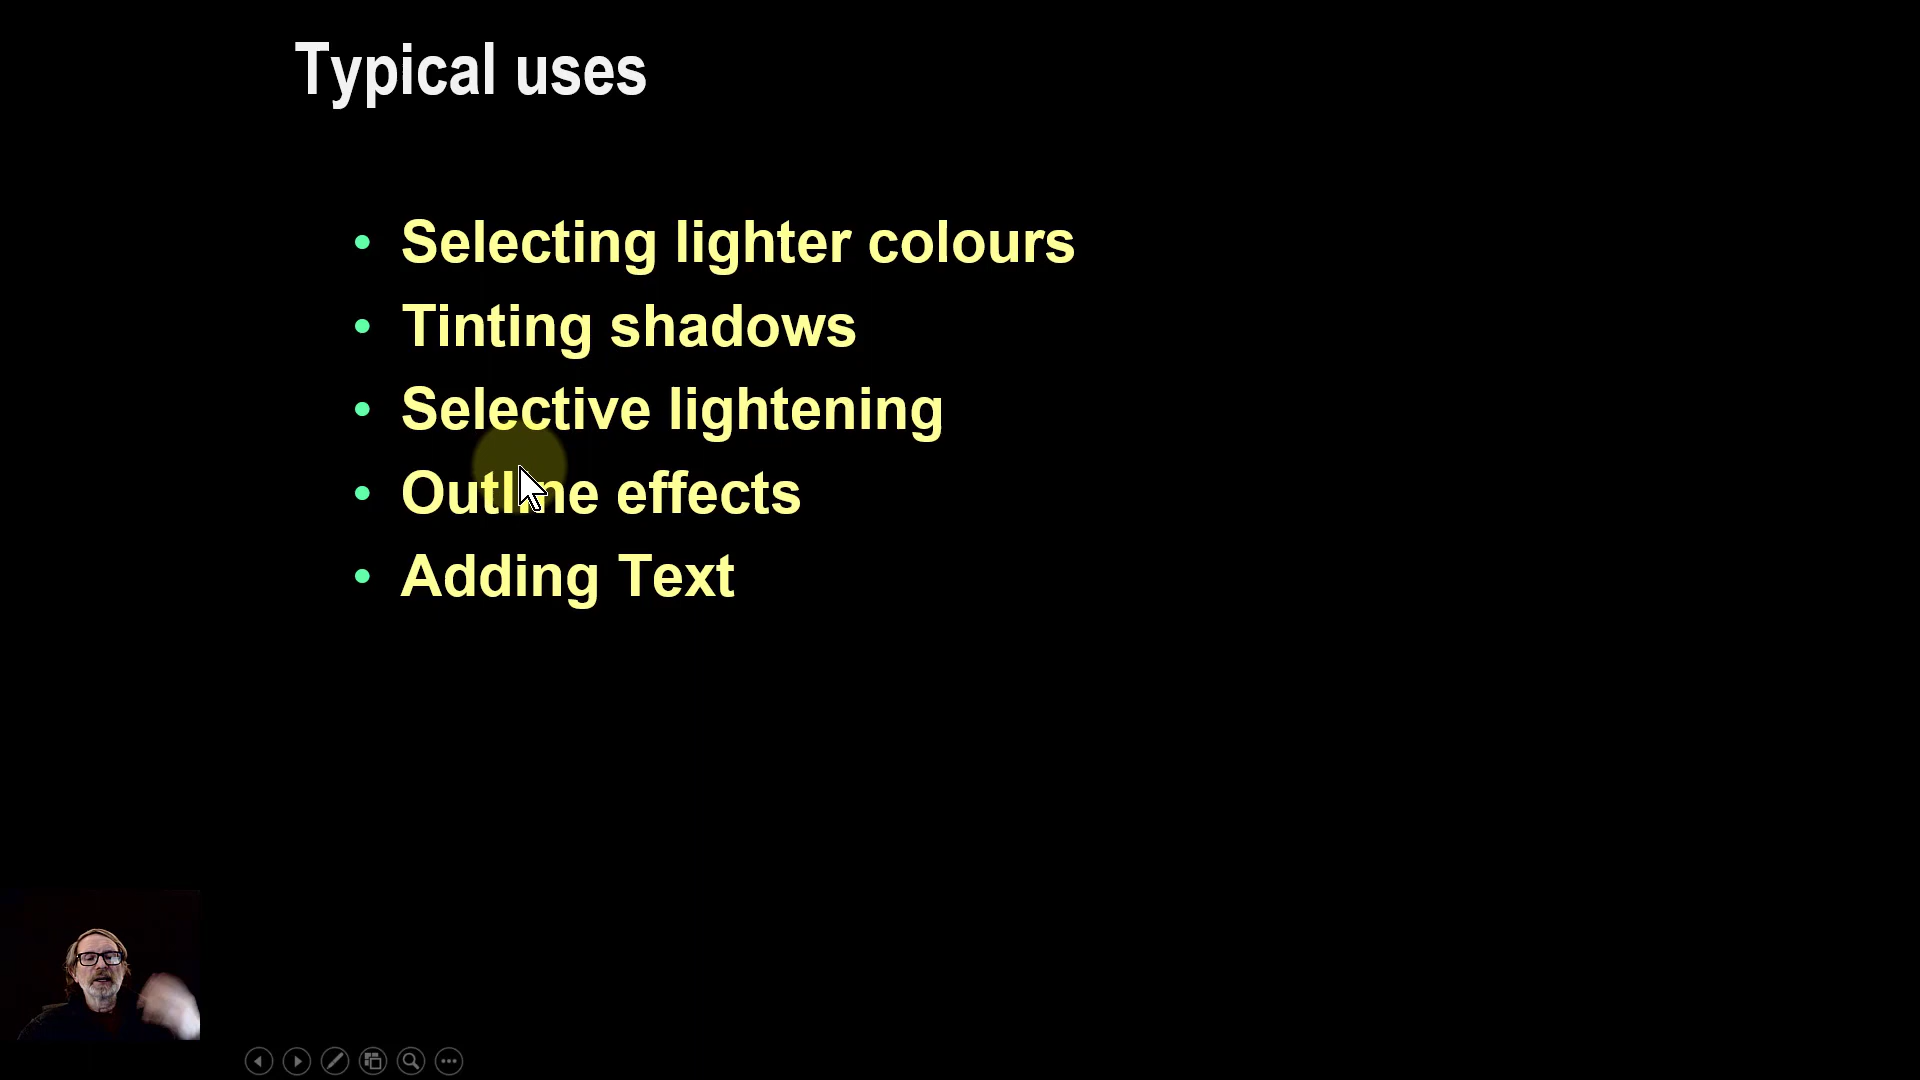 Typical uses
• Selecting lighter colours
• Tinting shadows
• Selective lightening
• Outline effects
• Adding Text